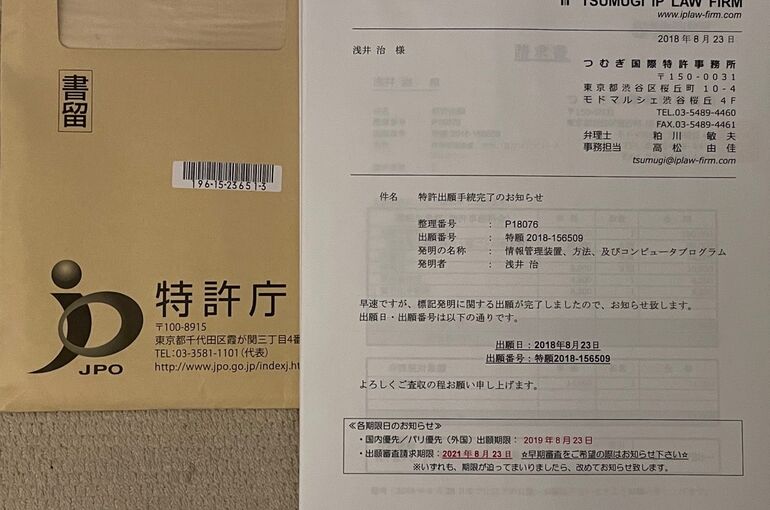 書留
196-15-23651-3
JPO
特許庁
〒100-8915
東京都千代田区霞が関三丁目4番
TEL:03-3581-1101(代表)
http://www.jpo.go.jp/indexj.ht
TSUMUGI IP LAW FIRM
www.iplaw-firm.com
2018年8月23日
浅井 治 様
つむぎ国際特許事務所
〒150-0031
東京都渋谷区桜丘町 10-4
モドマルシェ渋谷桜丘 4F
TEL.03-5489-4460
FAX.03-5489-4461
弁理士 粕川 敏夫
事務担当 高松 由佳
tsumugi@iplaw-firm.com
件名 特許出願手続完了のお知らせ
整理番号 : P18076
出願番号 : 特願 2018-156509
発明の名称 : 情報管理装置、方法、及びコンピュータプログラム
発明者 : 浅井 治
早速ですが、標記発明に関する出願が完了しましたので、お知らせ致します。
出願日・出願番号は以下の通りです。
出願日:2018年8月23日
出願番号:特願2018-156509
よろしくご査収の程お願い申し上げます。
≪各期限日のお知らせ≫
・国内優先/パリ優先(外国)出願期限: 2019年8月23日
・出願審査請求期限: 2021年8月23日 ☆早期審査をご希望の際はお知らせ下さい☆
※いずれも、期限が迫ってまいりましたら、改めてお知らせ致します。